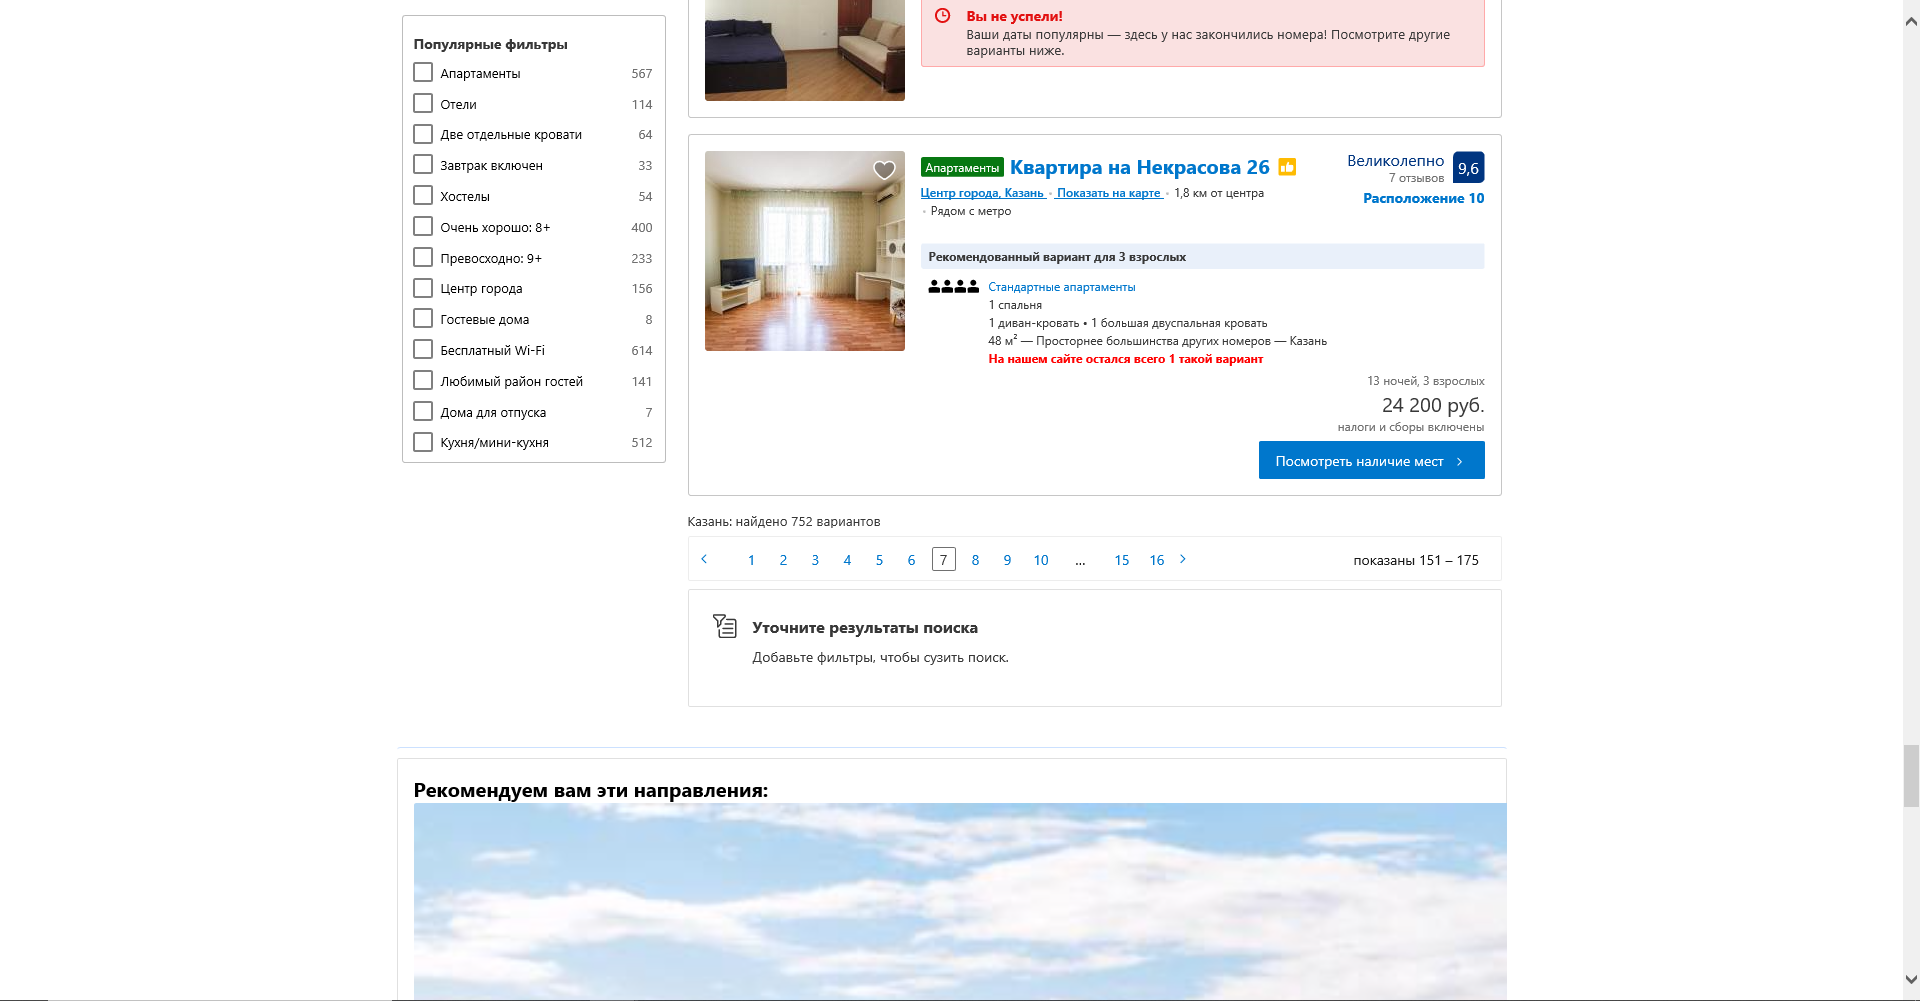 Популярные фильтры
Апартаменты 567
Отели 114
Две отдельные кровати 64
Завтрак включен 33
Хостелы 54
Очень хорошо: 8+ 400
Превосходно: 9+ 233
Центр города 156
Гостевые дома 8
Бесплатный Wi-Fi 614
Любимый район гостей 141
Дома для отпуска 7
Кухня/мини-кухня 512
Вы не успели!
Ваши даты популярны — здесь у нас закончились номера! Посмотрите другие
варианты ниже.
Апартаменты Квартира на Некрасова 26
Центр города, Казань • Показать на карте • 1,8 км от центра
• Рядом с метро
Великолепно 9,6
7 отзывов
Расположение 10
Рекомендованный вариант для 3 взрослых
Стандартные апартаменты
1 спальня
1 диван-кровать • 1 большая двуспальная кровать
48 м² — Просторнее большинства других номеров — Казань
На нашем сайте остался всего 1 такой вариант
13 ночей, 3 взрослых
24 200 руб.
налоги и сборы включены
Посмотреть наличие мест
Казань: найдено 752 вариантов
1 2 3 4 5 6 7 8 9 10 ... 15 16 показаны 151 – 175
Уточните результаты поиска
Добавьте фильтры, чтобы сузить поиск.
Рекомендуем вам эти направления: